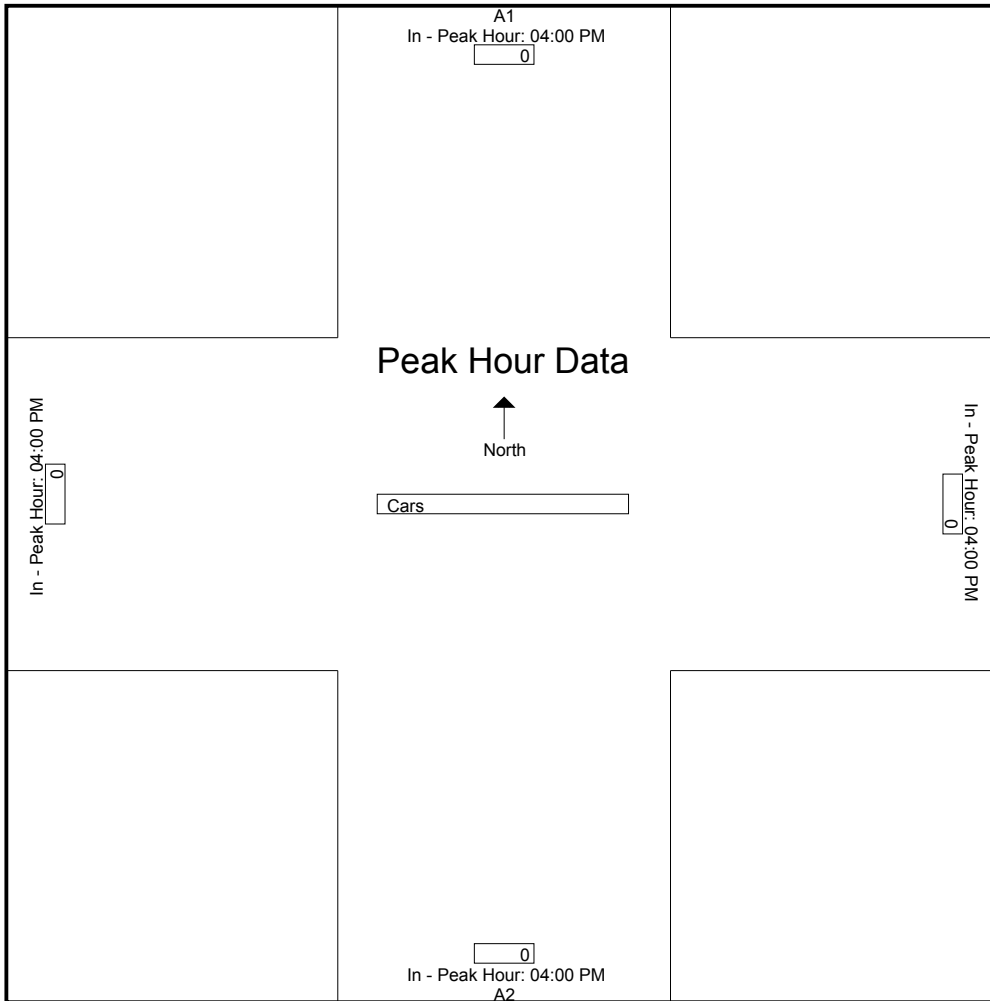 A1
In - Peak Hour: 04:00 PM
0
Peak Hour Data
North
In - Peak Hour: 04:00 PM
0
Cars
0
In - Peak Hour: 04:00 PM
0
In - Peak Hour: 04:00 PM
A2